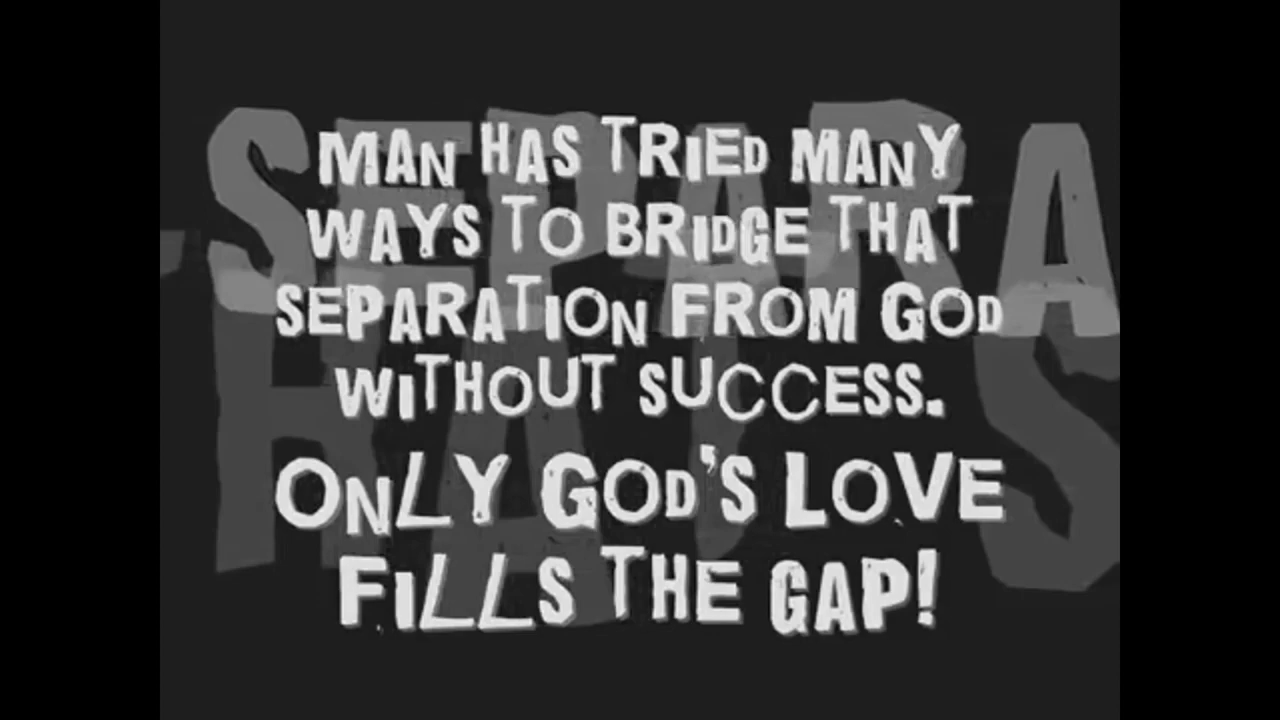 MAN HAS TRIED MANY
WAYS TO BRIDGE THAT
SEPARATION FROM GOD
WITHOUT SUCCESS.
ONLY GOD'S LOVE
FILLS THE GAP!